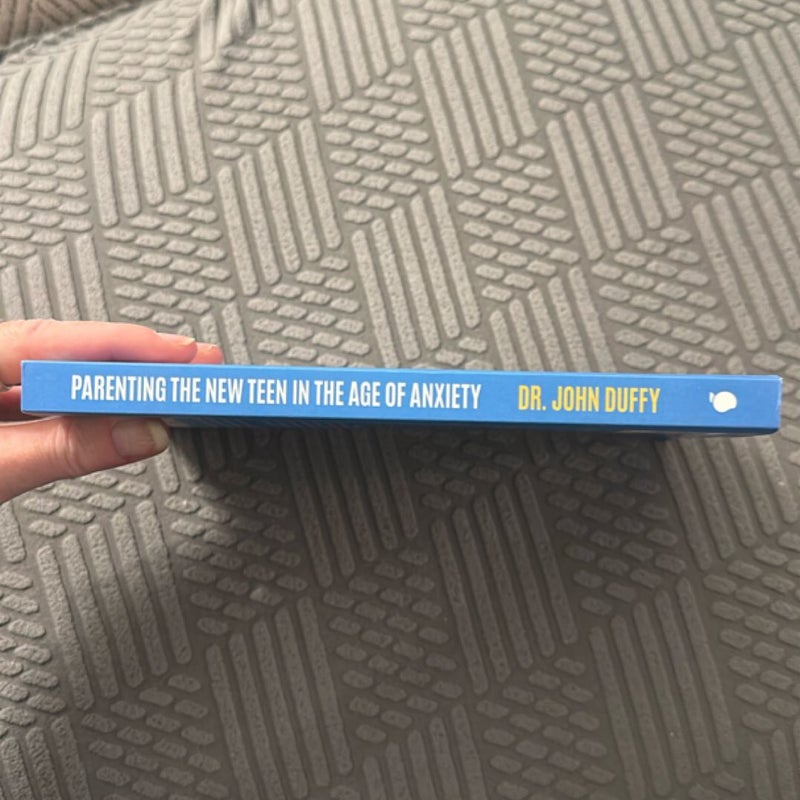 PARENTING THE NEW TEEN IN THE AGE OF ANXIETY DR. JOHN DUFFY